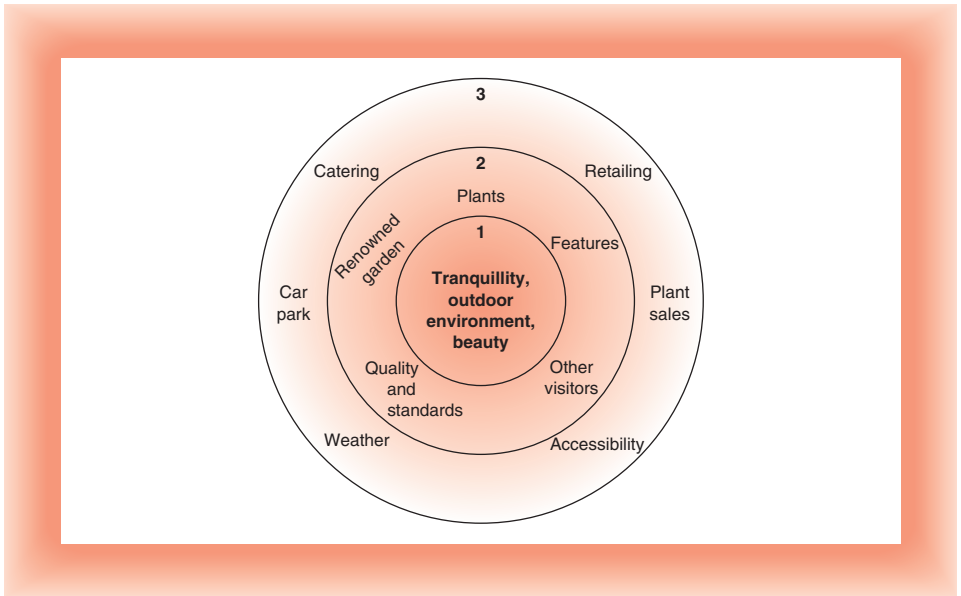 3
Catering
Retailing
2
Plants
Renowned
garden
1
Features
Tranquillity,
outdoor
environment,
beauty
Car
park
Plant
sales
Quality
and
standards
Other
visitors
Weather
Accessibility